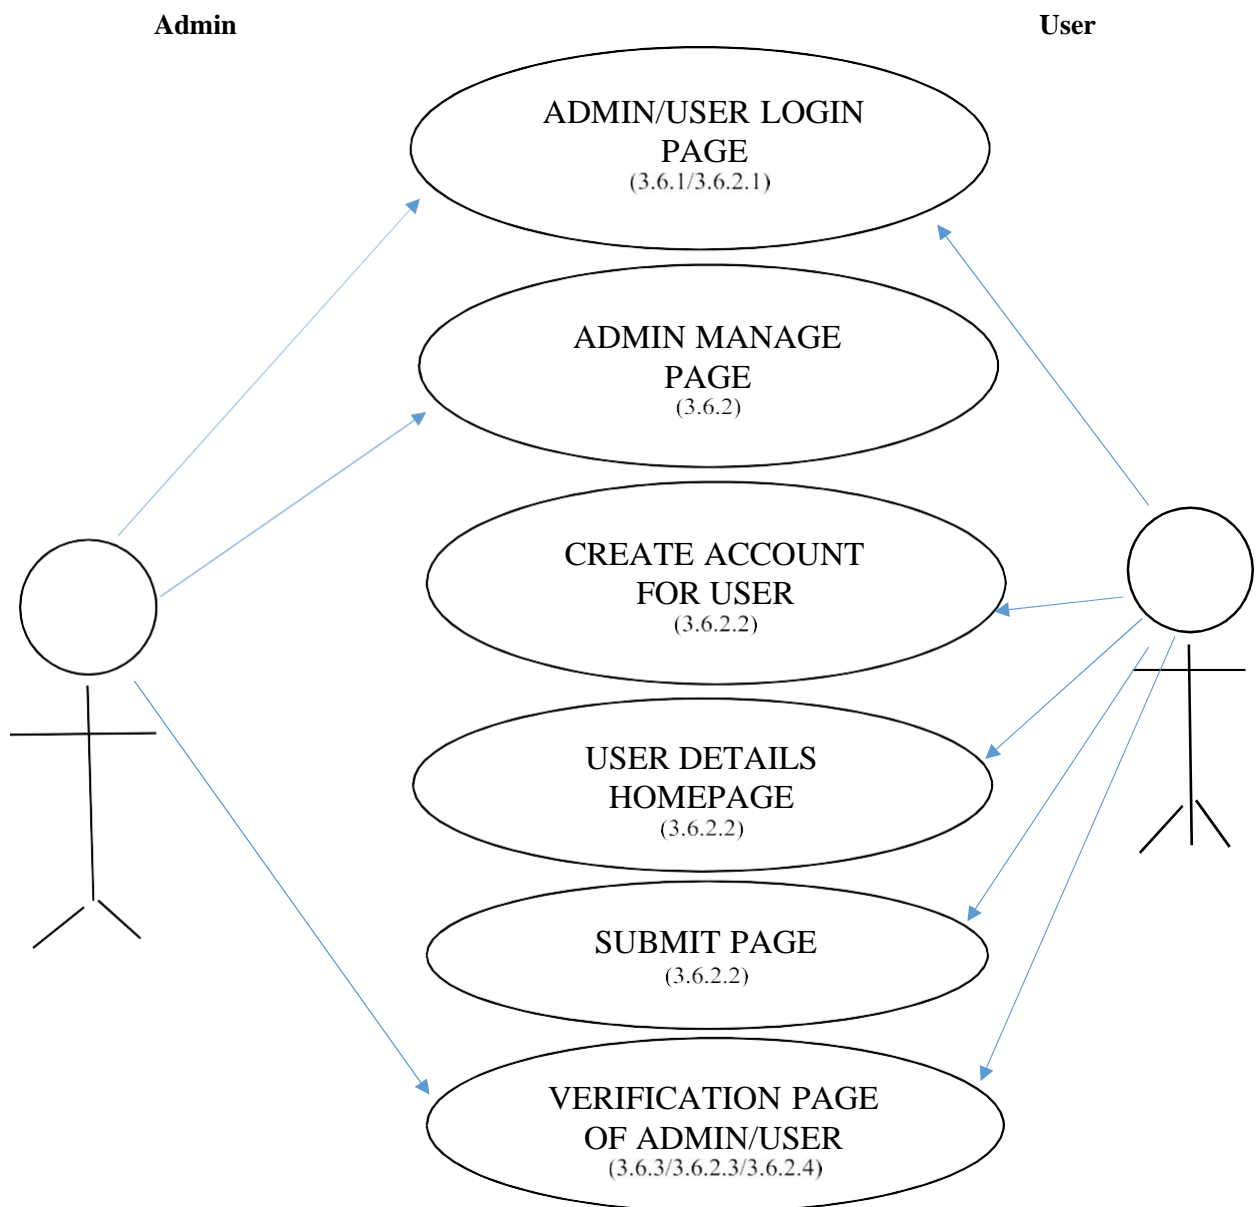 Admin
User
ADMIN/USER LOGIN
PAGE
(3.6.1/3.6.2.1)
ADMIN MANAGE
PAGE
(3.6.2)
CREATE ACCOUNT
FOR USER
(3.6.2.2)
USER DETAILS
HOMEPAGE
(3.6.2.2)
SUBMIT PAGE
(3.6.2.2)
VERIFICATION PAGE
OF ADMIN/USER
(3.6.3/3.6.2.3/3.6.2.4)